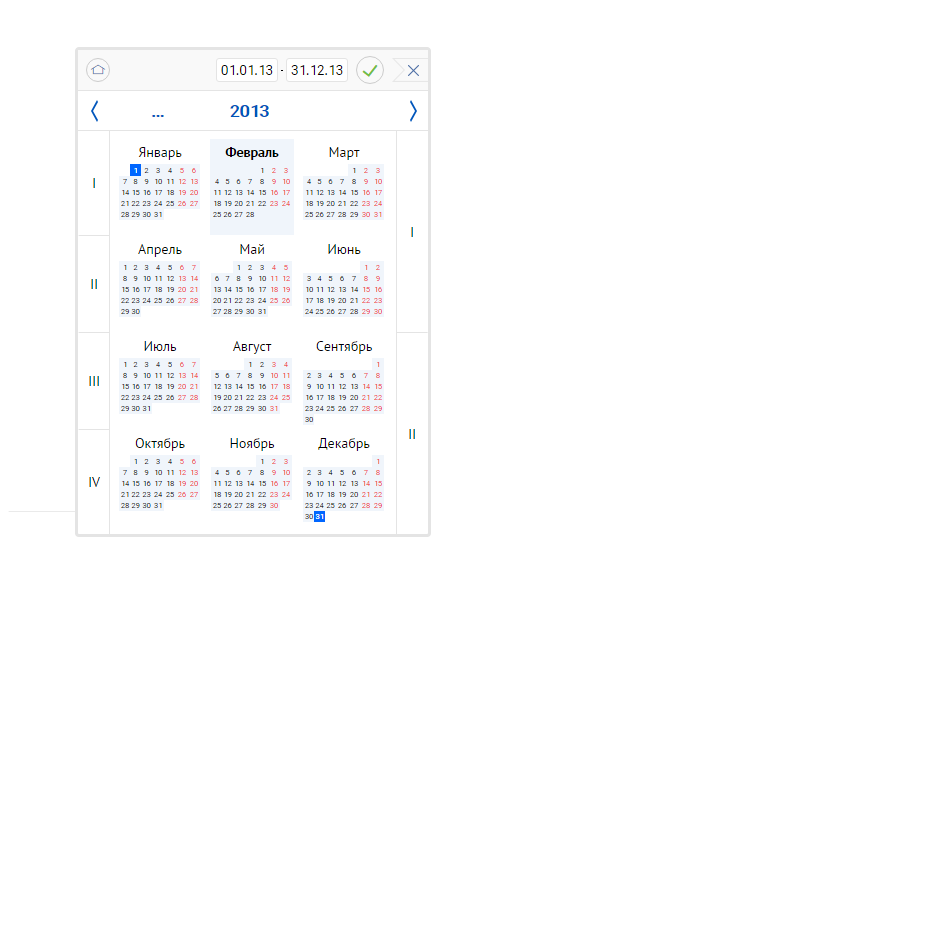 01.01.13 - 31.12.13
... 2013
Январь Февраль Март
1 2 3 4 5 6 1 2 3 1 2 3
7 8 9 10 11 12 13 4 5 6 7 8 9 10 4 5 6 7 8 9 10
I
14 15 16 17 18 19 20 11 12 13 14 15 16 17 11 12 13 14 15 16 17
21 22 23 24 25 26 27 18 19 20 21 22 23 24 18 19 20 21 22 23 24
28 29 30 31 25 26 27 28 25 26 27 28 29 30 31
I
Апрель Май Июнь
1 2 3 4 5 6 7 1 2 3 4 5 1 2
8 9 10 11 12 13 14 6 7 8 9 10 11 12 3 4 5 6 7 8 9
II
15 16 17 18 19 20 21 13 14 15 16 17 18 19 10 11 12 13 14 15 16
22 23 24 25 26 27 28 20 21 22 23 24 25 26 17 18 19 20 21 22 23
29 30 27 28 29 30 31 24 25 26 27 28 29 30
Июль Август Сентябрь
1 2 3 4 5 6 7 1 2 3 4 1
8 9 10 11 12 13 14 5 6 7 8 9 10 11 2 3 4 5 6 7 8
III
15 16 17 18 19 20 21 12 13 14 15 16 17 18 9 10 11 12 13 14 15
22 23 24 25 26 27 28 19 20 21 22 23 24 25 16 17 18 19 20 21 22
29 30 31 26 27 28 29 30 31 23 24 25 26 27 28 29
30
II
Октябрь Ноябрь Декабрь
1 2 3 4 5 6 1 2 3 1
7 8 9 10 11 12 13 4 5 6 7 8 9 10 2 3 4 5 6 7 8
IV
14 15 16 17 18 19 20 11 12 13 14 15 16 17 9 10 11 12 13 14 15
21 22 23 24 25 26 27 18 19 20 21 22 23 24 16 17 18 19 20 21 22
28 29 30 31 25 26 27 28 29 30 23 24 25 26 27 28 29
30 31